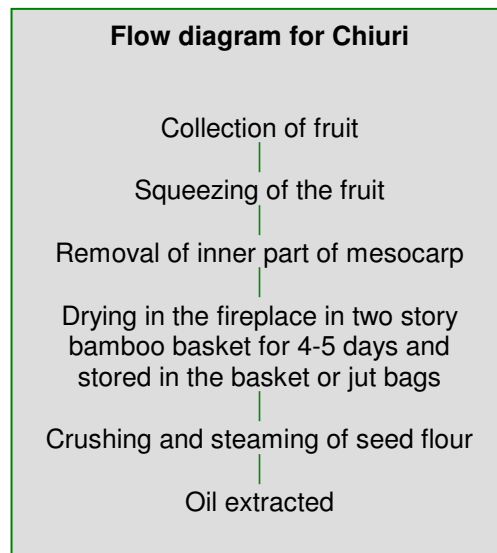 Flow diagram for Chiuri
Collection of fruit
Squeezing of the fruit
Removal of inner part of mesocarp
Drying in the fireplace in two story
bamboo basket for 4-5 days and
stored in the basket or jut bags
Crushing and steaming of seed flour
Oil extracted